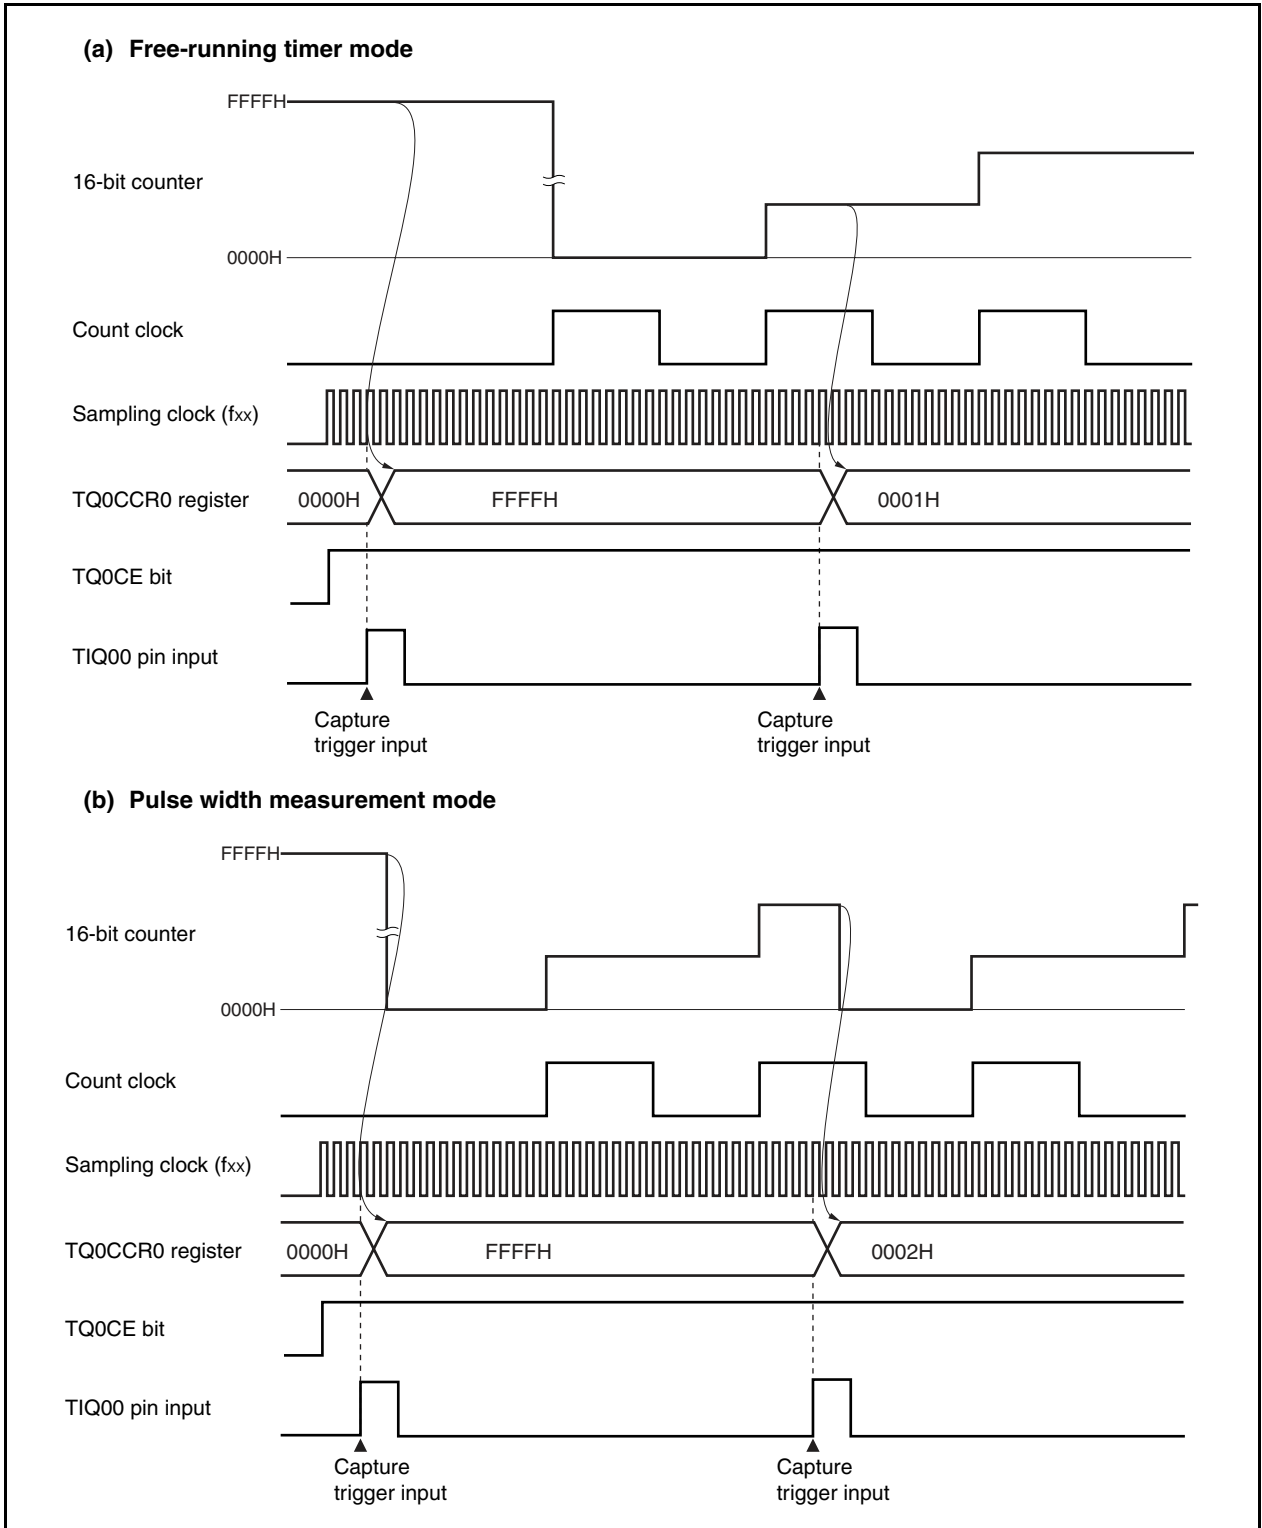 (a) Free-running timer mode
FFFFH
16-bit counter
0000H
Count clock
Sampling clock (fxx)
TQ0CCR0 register
0000H
FFFFH
0001H
TQ0CE bit
TIQ00 pin input
Capture
trigger input
Capture
trigger input
(b) Pulse width measurement mode
FFFFH
16-bit counter
0000H
Count clock
Sampling clock (fxx)
TQ0CCR0 register
0000H
FFFFH
0002H
TQ0CE bit
TIQ00 pin input
Capture
trigger input
Capture
trigger input